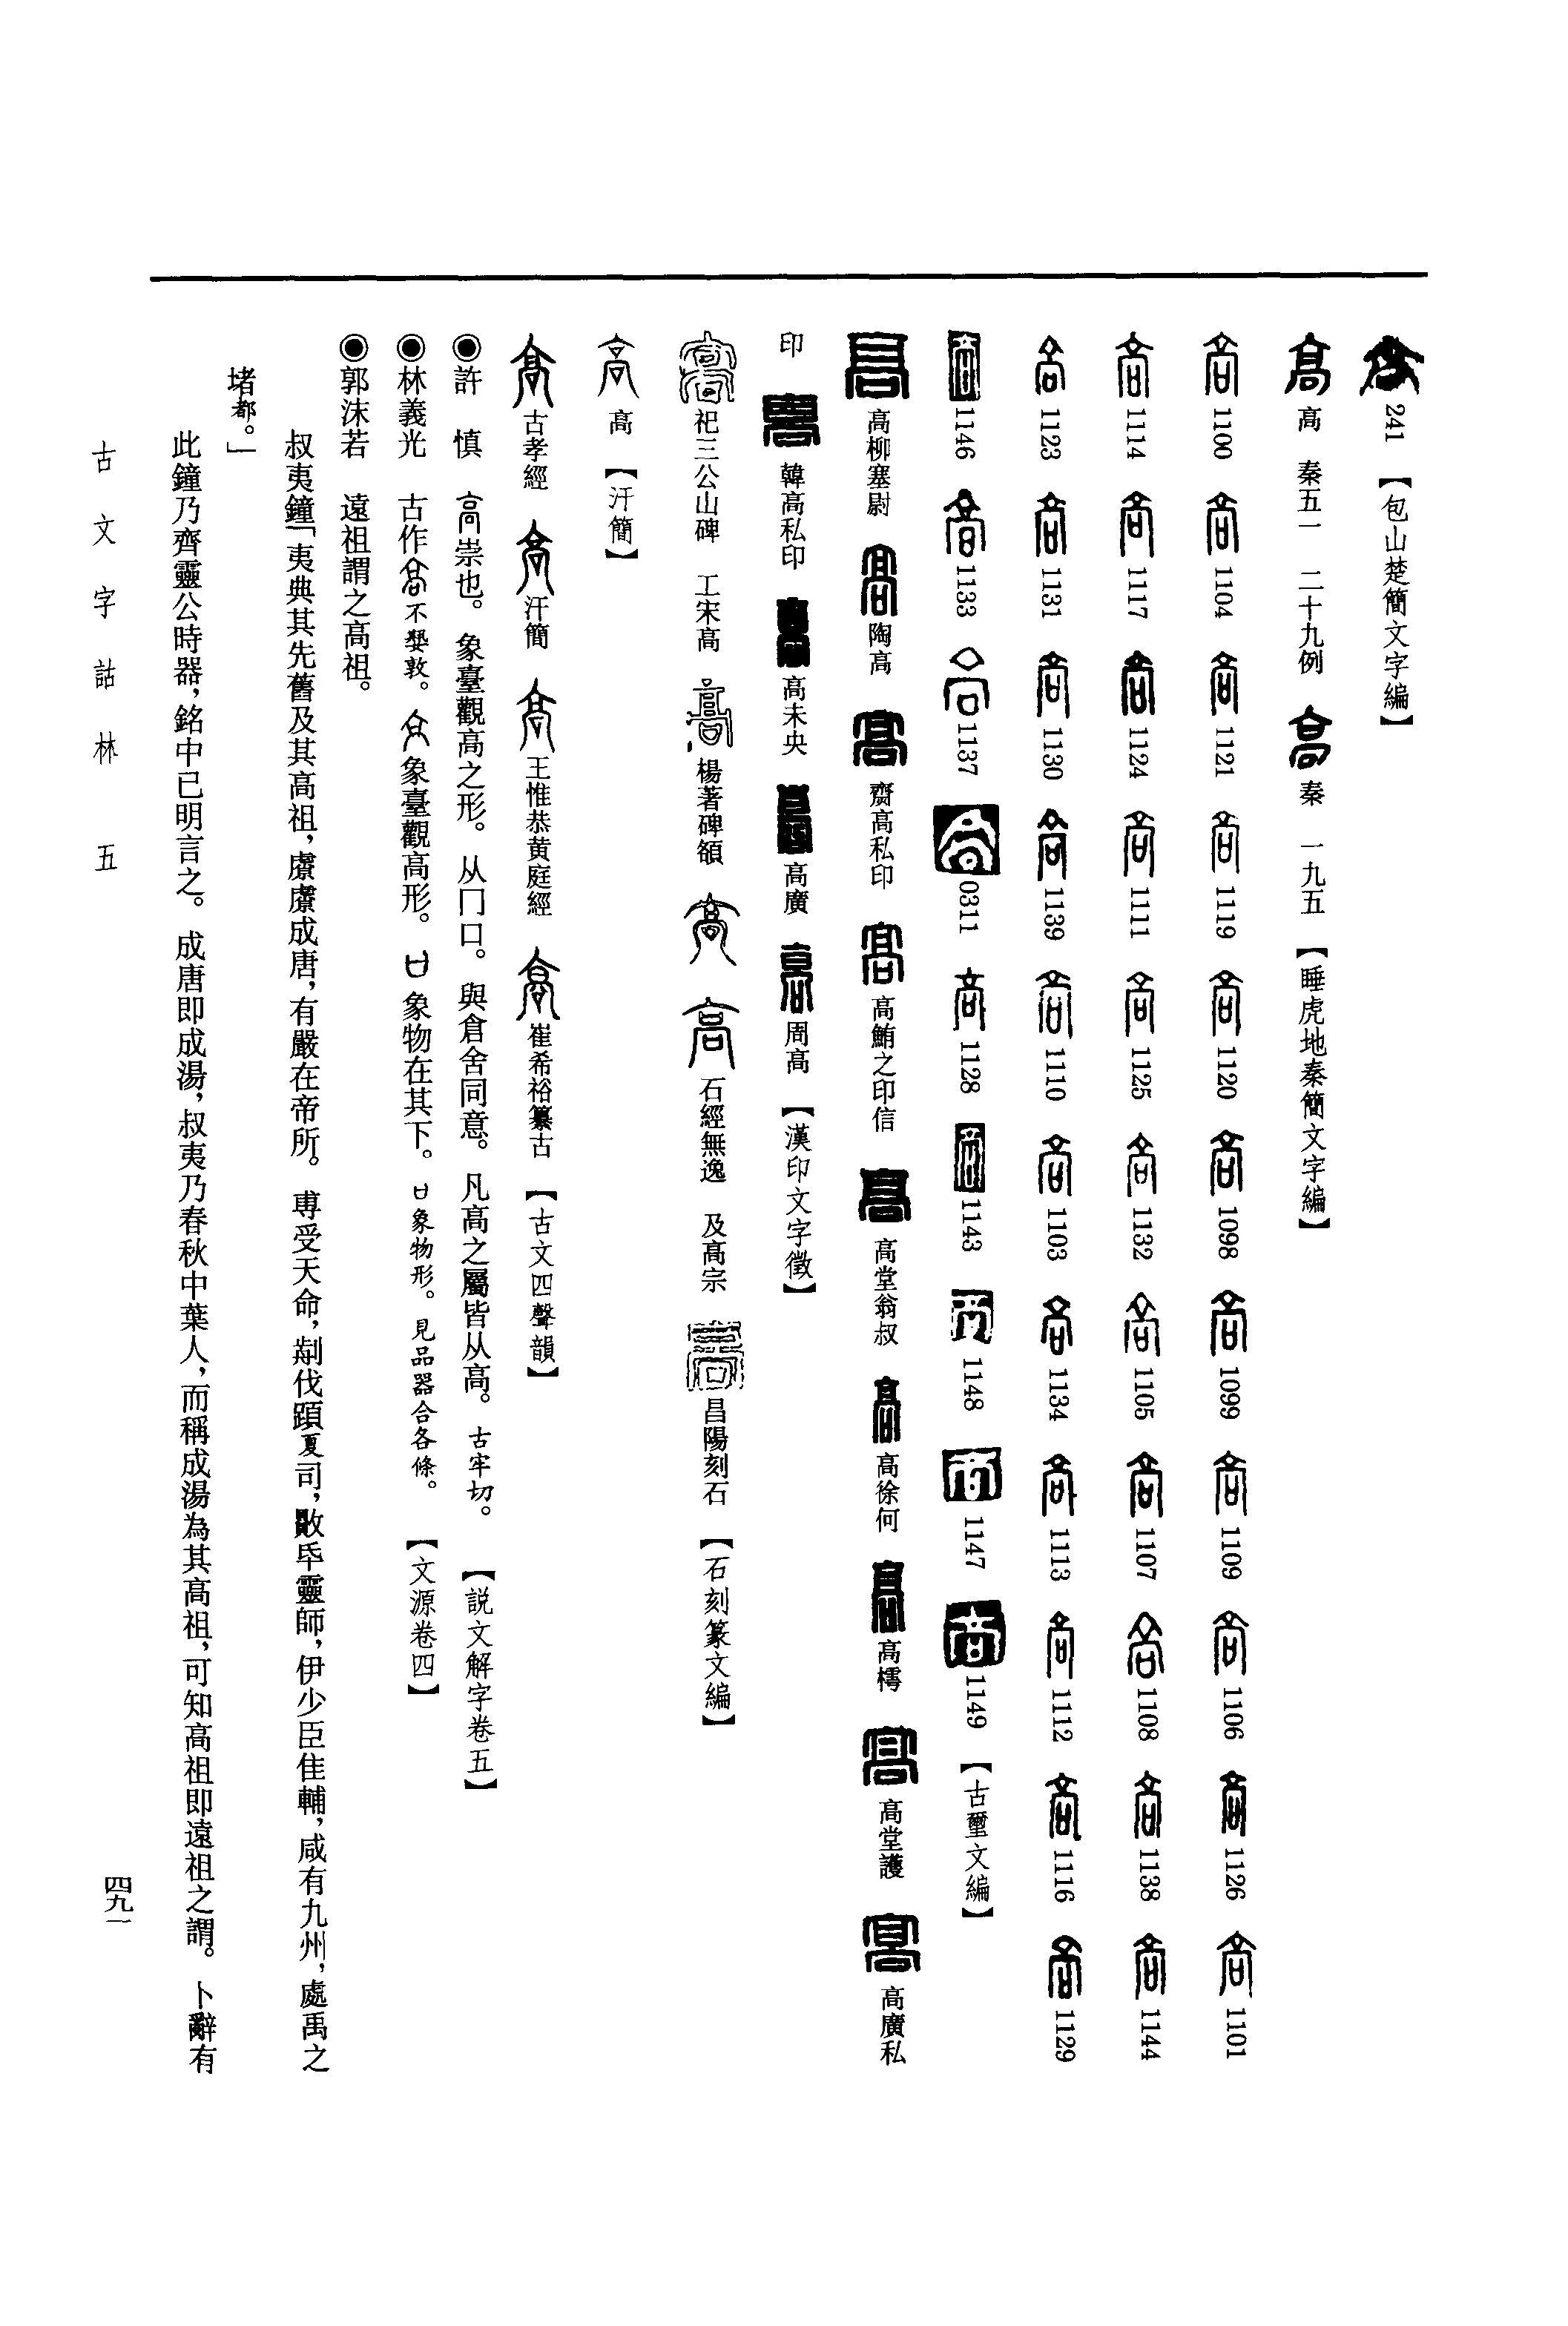 241 【包山楚簡文字編】
高 秦五一 二十九例 秦 一九五 【睡虎地秦簡文字編】
1100 1104 1121 1119 1120 1098 1099 1109 1106 1126 1101
1114 1117 1124 1111 1125 1132 1105 1107 1108 1138 1144
1123 1131 1130 1139 1110 1103 1134 1113 1112 1116 1129
1146 1133 1137 0311 1128 1143 1148 1147 1149 【古璽文編】
高柳塞尉 陶高 齎高私印 高鮪之印信 高堂翁叔 高徐何 高樗 高堂護 高廣私
印 韓高私印 高未央 高廣 周高 【漢印文字徵】
祀三公山碑 工宋高 楊著碑額 石經無逸 及高宗 昌陽刻石 【石刻篆文編】
高 【汗簡】
古孝經 汗簡 王惟恭黄庭經 崔希裕纂古 【古文四聲韻】
◉許 慎 高崇也。象臺觀高之形。从冂口。與倉舍同意。凡高之屬皆从高。古牢切。 【説文解字卷五】
◉林義光 古作不𡢁敦。象臺觀高形。ㅂ象物在其下。ㅂ象物形。見品器合各條。 【文源卷四】
◉郭沫若 遠祖謂之高祖。
叔夷鐘「夷典其先舊及其高祖，虩虩成唐，有嚴在帝所。尃受天命，伐夏司，敗氒靈師，伊少臣隹輔，咸有九州，處禹之
堵都。」
此鐘乃齊靈公時器，銘中已明言之。成唐即成湯，叔夷乃春秋中葉人，而稱成湯為其高祖，可知高祖即遠祖之謂。卜辭有
古文字詁林 五
四九一